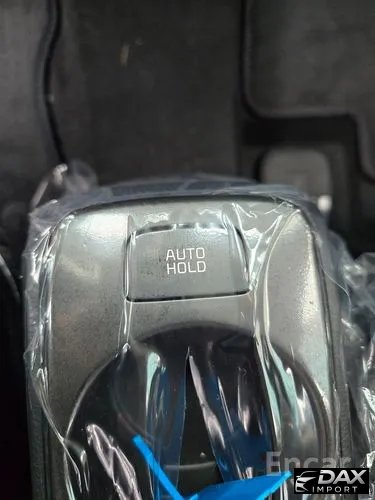 AUTO
HOLD
Encar
DAX
IMPORT